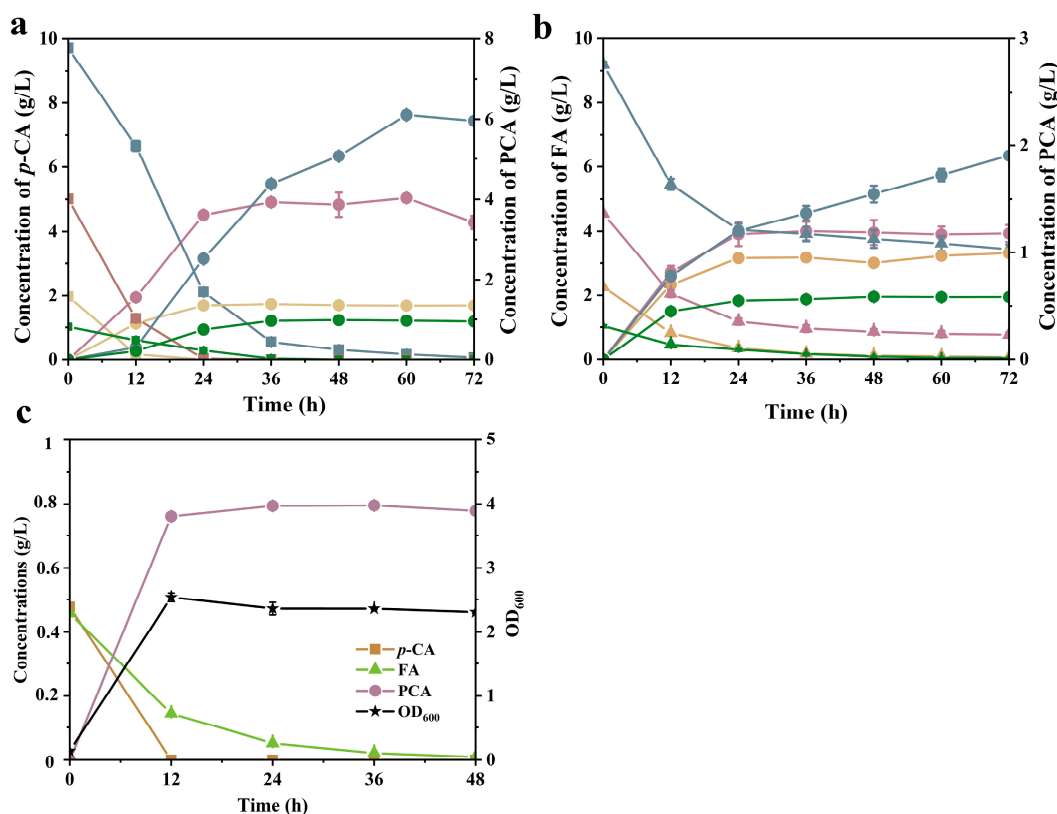 a
10
8
6
4
2
0
8
6
4
2
0
0 12 24 36 48 60 72
Concentration of p-CA (g/L)
Concentration of PCA (g/L)
Time (h)
b
10
8
6
4
2
0
3
2
1
0
0 12 24 36 48 60 72
Concentration of FA (g/L)
Concentration of PCA (g/L)
Time (h)
c
1
0.8
0.6
0.4
0.2
0
5
4
3
2
1
0
0 12 24 36 48
Concentrations (g/L)
OD600
p-CA
FA
PCA
OD600
Time (h)